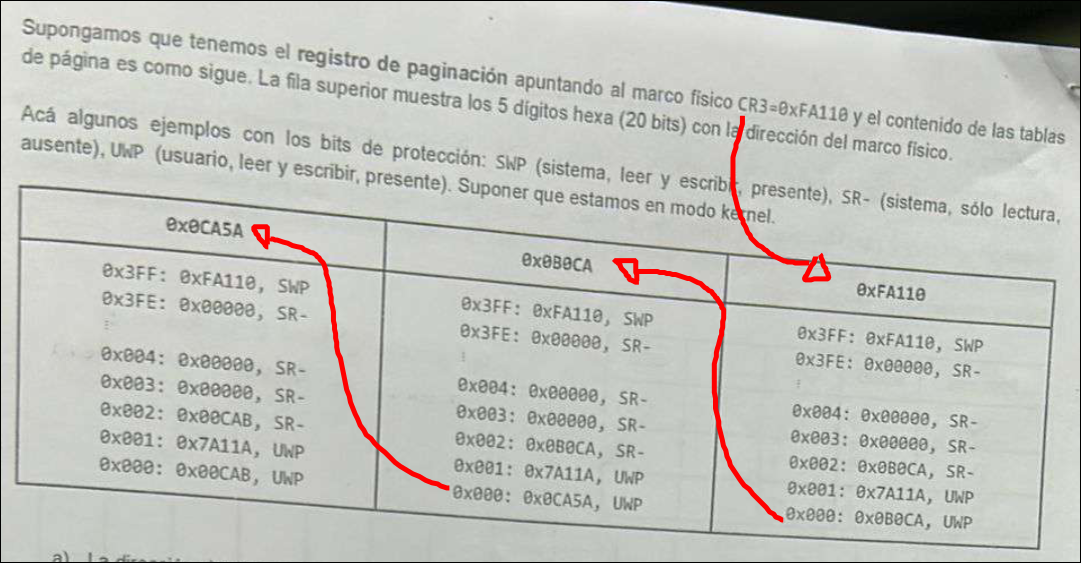 Supongamos que tenemos el registro de paginación apuntando al marco físico CR3=0xFA110 y el contenido de las tablas
de página es como sigue. La fila superior muestra los 5 dígitos hexa (20 bits) con la dirección del marco físico.
Acá algunos ejemplos con los bits de protección: SWP (sistema, leer y escribir, presente), SR- (sistema, sólo lectura,
ausente), UWP (usuario, leer y escribir, presente). Suponer que estamos en modo kernel.
0x0CA5A
0x3FF: 0xFA110, SWP
0x3FE: 0x00000, SR-
⋮
0x004: 0x00000, SR-
0x003: 0x00000, SR-
0x002: 0x00CAB, SR-
0x001: 0x7A11A, UWP
0x000: 0x00CAB, UWP
0x0B0CA
0x3FF: 0xFA110, SWP
0x3FE: 0x00000, SR-
⋮
0x004: 0x00000, SR-
0x003: 0x00000, SR-
0x002: 0x0B0CA, SR-
0x001: 0x7A11A, UWP
0x000: 0x0CA5A, UWP
0xFA110
0x3FF: 0xFA110, SWP
0x3FE: 0x00000, SR-
⋮
0x004: 0x00000, SR-
0x003: 0x00000, SR-
0x002: 0x0B0CA, SR-
0x001: 0x7A11A, UWP
0x000: 0x0B0CA, UWP
a) La